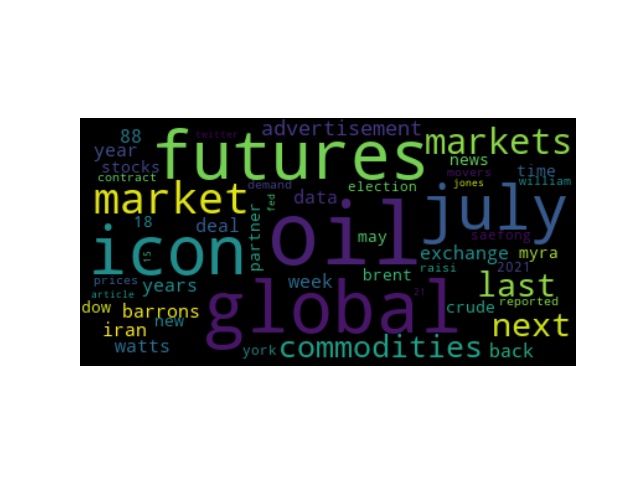 88 twitter advertisement
year futures markets
stocks news
contract movers time
market demand election jones william
data
18 deal fed july
icon partner oil may saefong
15 exchange myra
brent raisi 2021
prices years week last
article global 21 crude reported
dow barrons
iran new next
watts york commodities back